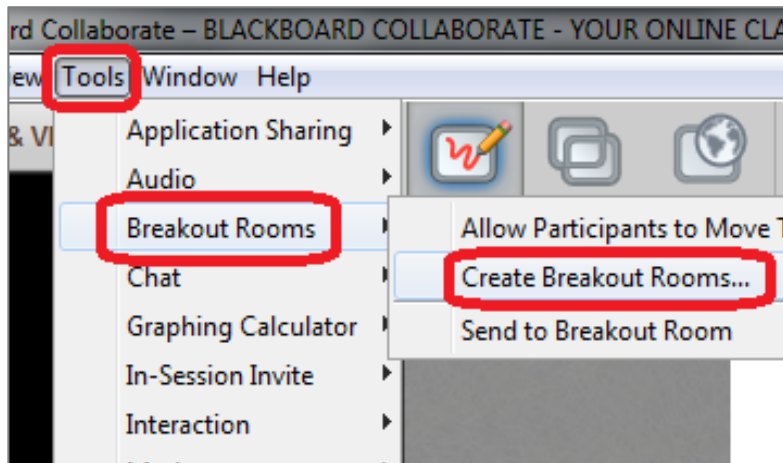 rd Collaborate – BLACKBOARD COLLABORATE - YOUR ONLINE CLA
iew Tools Window Help
& VI
Application Sharing
Audio
Breakout Rooms
Allow Participants to Move T
Chat
Create Breakout Rooms...
Graphing Calculator
Send to Breakout Room
In-Session Invite
Interaction